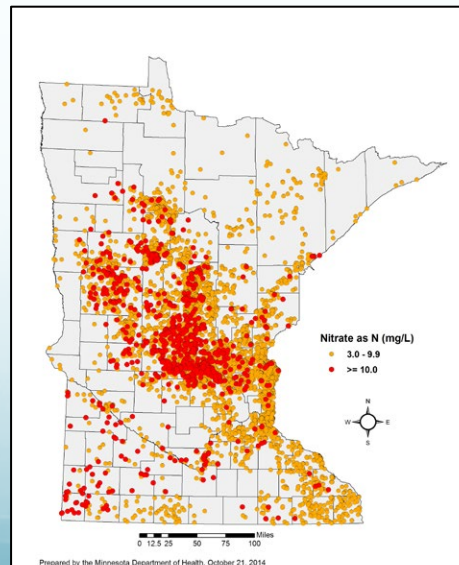 Nitrate as N (mg/L)
3.0 - 9.9
>= 10.0
N
W E
S
Miles
0 12.5 25 50 75 100
Prepared by the Minnesota Department of Health, October 21, 2014